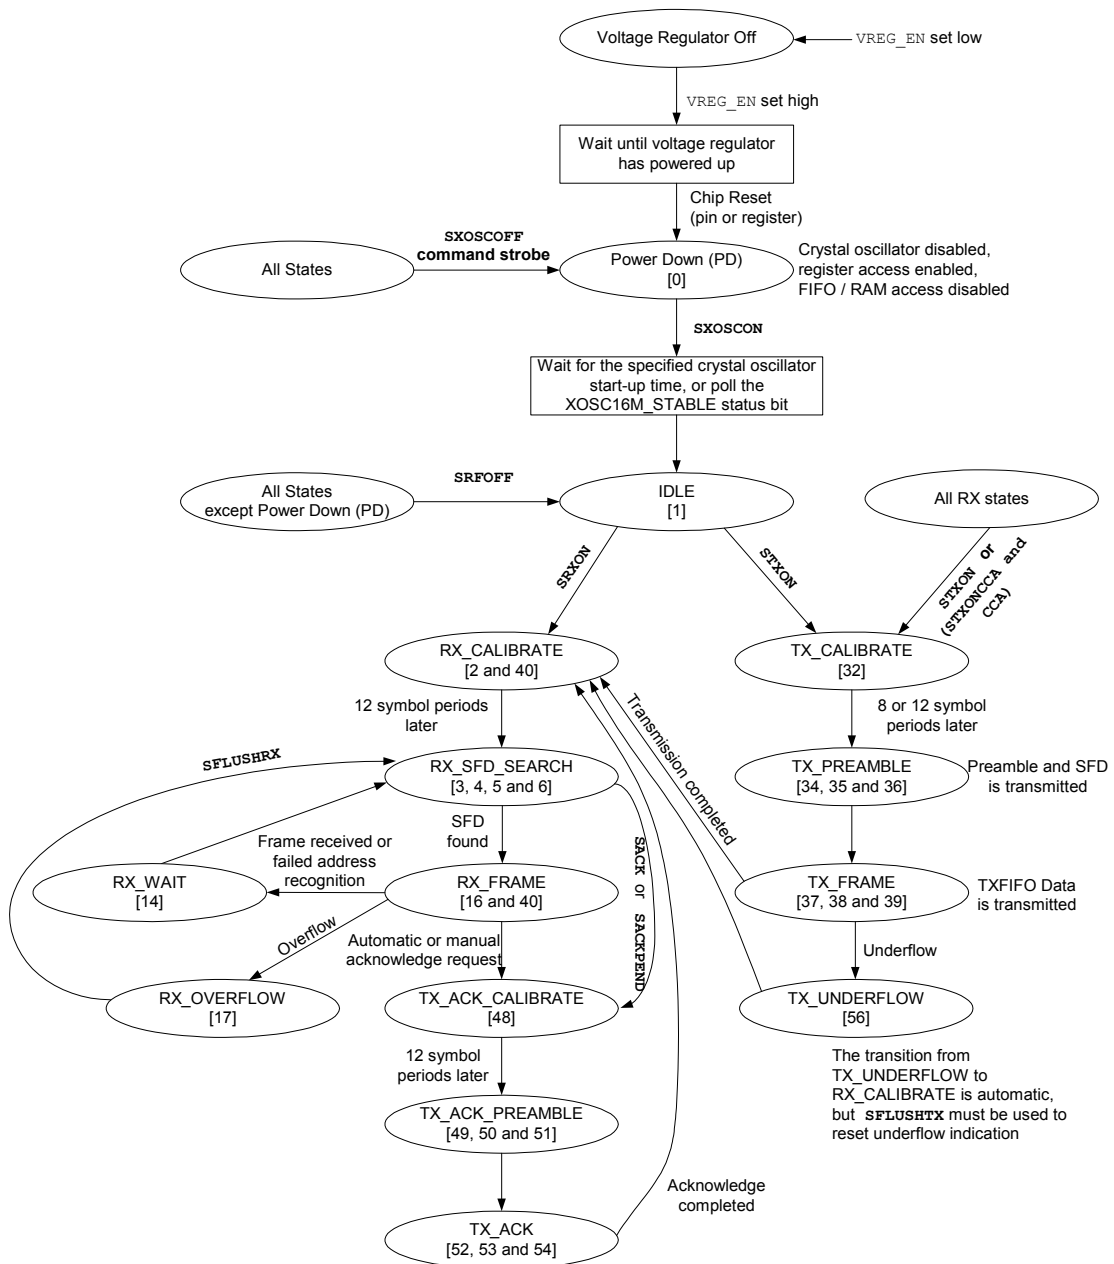 Voltage Regulator Off
VREG_EN set low
VREG_EN set high
Wait until voltage regulator
has powered up
Chip Reset
(pin or register)
SXOSCOFF
command strobe
All States
Power Down (PD)
[0]
Crystal oscillator disabled,
register access enabled,
FIFO / RAM access disabled
SXOSCON
Wait for the specified crystal oscillator
start-up time, or poll the
XOSC16M_STABLE status bit
All States
except Power Down (PD)
SRFOFF
IDLE
[1]
All RX states
SRXON
STXON
STXON or
(STXONCCA and
CCA)
RX_CALIBRATE
[2 and 40]
TX_CALIBRATE
[32]
12 symbol periods
later
8 or 12 symbol
periods later
Transmission completed
SFLUSHRX
RX_SFD_SEARCH
[3, 4, 5 and 6]
TX_PREAMBLE
[34, 35 and 36]
Preamble and SFD
is transmitted
SFD
found
Frame received or
failed address
recognition
SACK or SACKPEND
RX_WAIT
[14]
RX_FRAME
[16 and 40]
TX_FRAME
[37, 38 and 39]
TXFIFO Data
is transmitted
Overflow
Automatic or manual
acknowledge request
Underflow
RX_OVERFLOW
[17]
TX_ACK_CALIBRATE
[48]
TX_UNDERFLOW
[56]
12 symbol
periods later
The transition from
TX_UNDERFLOW to
RX_CALIBRATE is automatic,
but SFLUSHTX must be used to
reset underflow indication
TX_ACK_PREAMBLE
[49, 50 and 51]
Acknowledge
completed
TX_ACK
[52, 53 and 54]